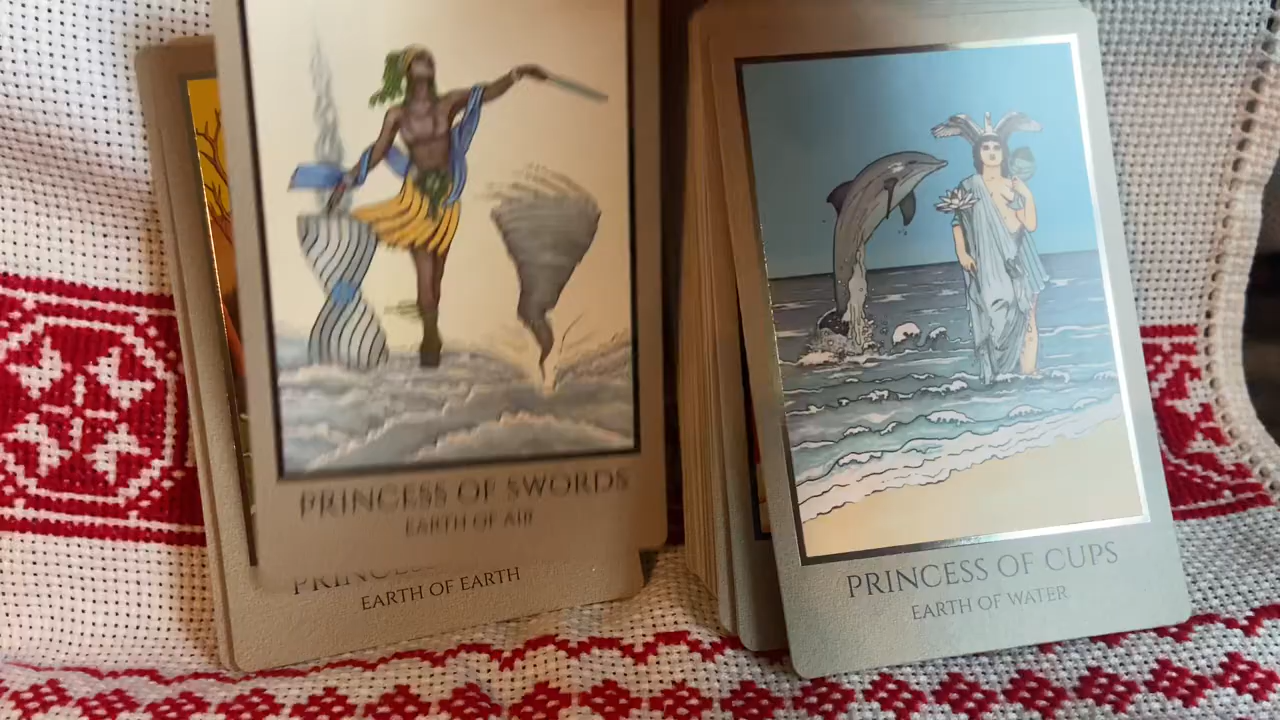 PRINCESS OF SWORDS
EARTH OF AIR
EARTH OF EARTH
PRINCESS OF CUPS
EARTH OF WATER